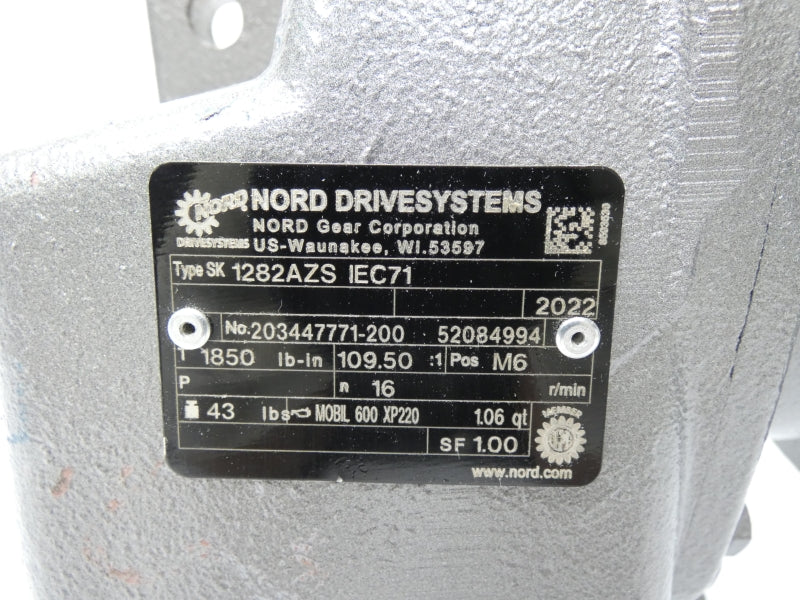 NORD NORD DRIVESYSTEMS
NORD Gear Corporation
DRIVESYSTEMS US-Waunakee, WI.53597
Type SK 1282AZS IEC71
2022
No. 203447771-200 52084994
T 1850 lb-in 109.50 :1 Pos M6
P n 16 r/min
43 lbs MOBIL 600 XP220 1.06 qt
MEMBER
SF 1.00
www.nord.com